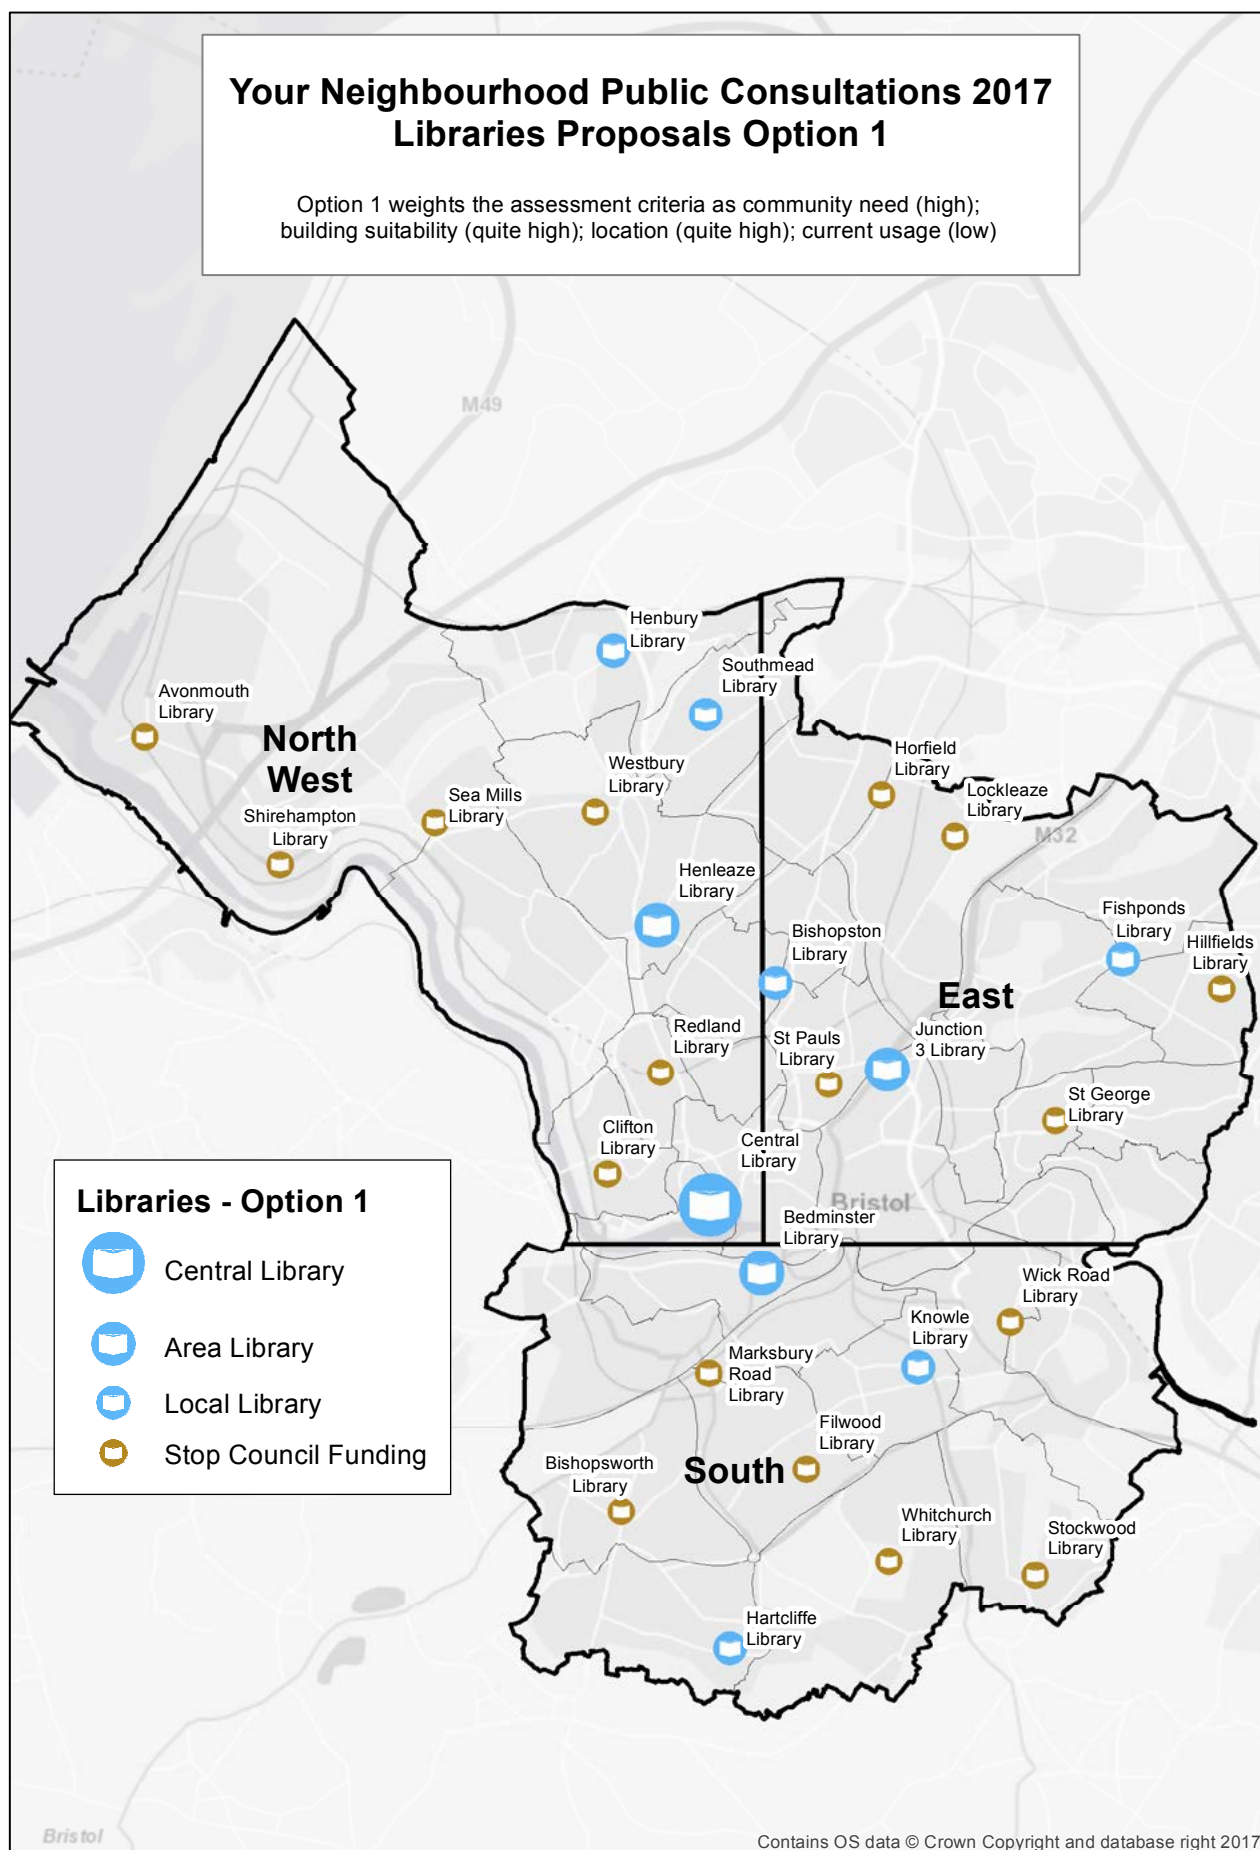 Your Neighbourhood Public Consultations 2017
Libraries Proposals Option 1
Option 1 weights the assessment criteria as community need (high);
building suitability (quite high); location (quite high); current usage (low)
M49
Henbury
Library
Southmead
Library
Avonmouth
Library
North
West
Westbury
Library
Horfield
Library
Sea Mills
Library
Lockleaze
Library
Shirehampton
Library
M32
Henleaze
Library
Fishponds
Library
Bishopston
Library
Hillfields
Library
East
Redland
Library
St Pauls
Library
Junction
3 Library
St George
Library
Clifton
Library
Central
Library
Bristol
Bedminster
Library
Libraries - Option 1
Central Library
Area Library
Local Library
Stop Council Funding
Wick Road
Library
Knowle
Library
Marksbury
Road
Library
Filwood
Library
Bishopsworth
Library
South
Whitchurch
Library
Stockwood
Library
Hartcliffe
Library
Bristol
Contains OS data © Crown Copyright and database right 2017